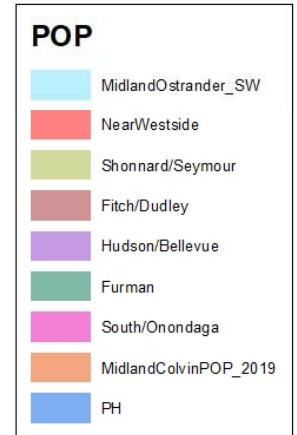 POP
MidlandOstrander_SW
NearWestside
Shonnard/Seymour
Fitch/Dudley
Hudson/Bellevue
Furman
South/Onondaga
MidlandColvinPOP_2019
PH